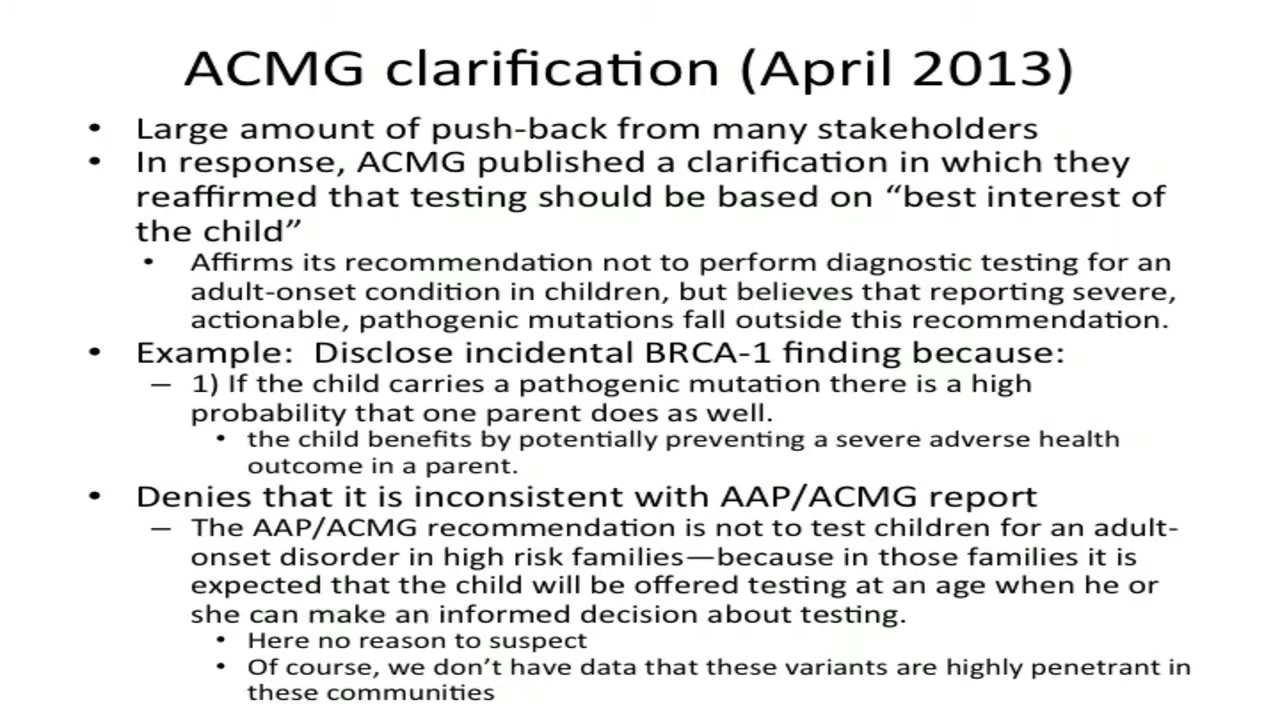 ACMG clarification (April 2013)
• Large amount of push-back from many stakeholders
• In response, ACMG published a clarification in which they
reaffirmed that testing should be based on “best interest of
the child”
• Affirms its recommendation not to perform diagnostic testing for an
adult-onset condition in children, but believes that reporting severe,
actionable, pathogenic mutations fall outside this recommendation.
• Example: Disclose incidental BRCA-1 finding because:
– 1) If the child carries a pathogenic mutation there is a high
probability that one parent does as well.
• the child benefits by potentially preventing a severe adverse health
outcome in a parent.
• Denies that it is inconsistent with AAP/ACMG report
– The AAP/ACMG recommendation is not to test children for an adult-
onset disorder in high risk families—because in those families it is
expected that the child will be offered testing at an age when he or
she can make an informed decision about testing.
• Here no reason to suspect
• Of course, we don’t have data that these variants are highly penetrant in
these communities